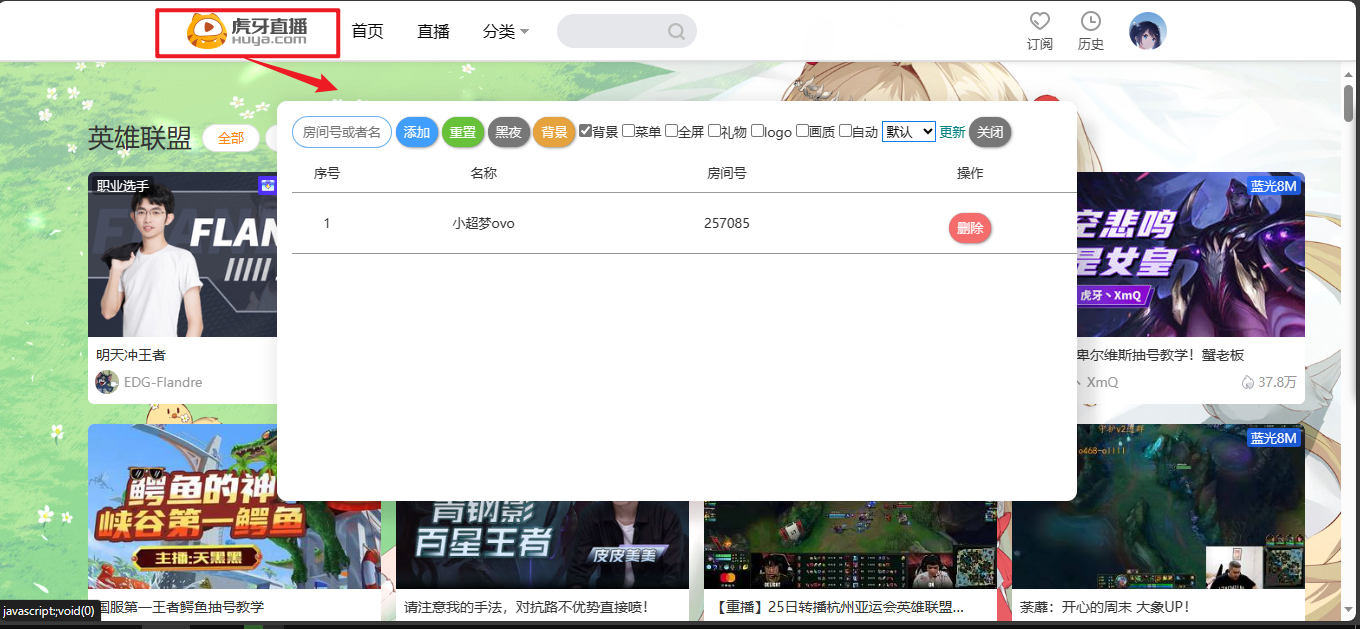 虎牙直播
HUYA.COM
首页
直播
分类
订阅
历史
英雄联盟
全部
房间号或者名
添加
重置
黑夜
背景
背景
菜单
全屏
礼物
logo
画质
自动
默认
更新
关闭
序号
名称
房间号
操作
1
小超梦ovo
257085
删除
职业选手
FLAN
明天冲王者
EDG-Flandre
蓝光8M
空悲鸣
是女皇
虎牙丶XmQ
卑尔维斯抽号教学！蟹老板
XmQ
37.8万
鳄鱼的神
峡谷第一鳄鱼
主播:天黑黑
国服第一王者鳄鱼抽号教学
青钢影
百星王者
皮皮美美
请注意我的手法，对抗路不优势直接喷！
【重播】25日转播杭州亚运会英雄联盟...
蓝光8M
荼蘼：开心的周末 大象UP！
javascript:;void(0)